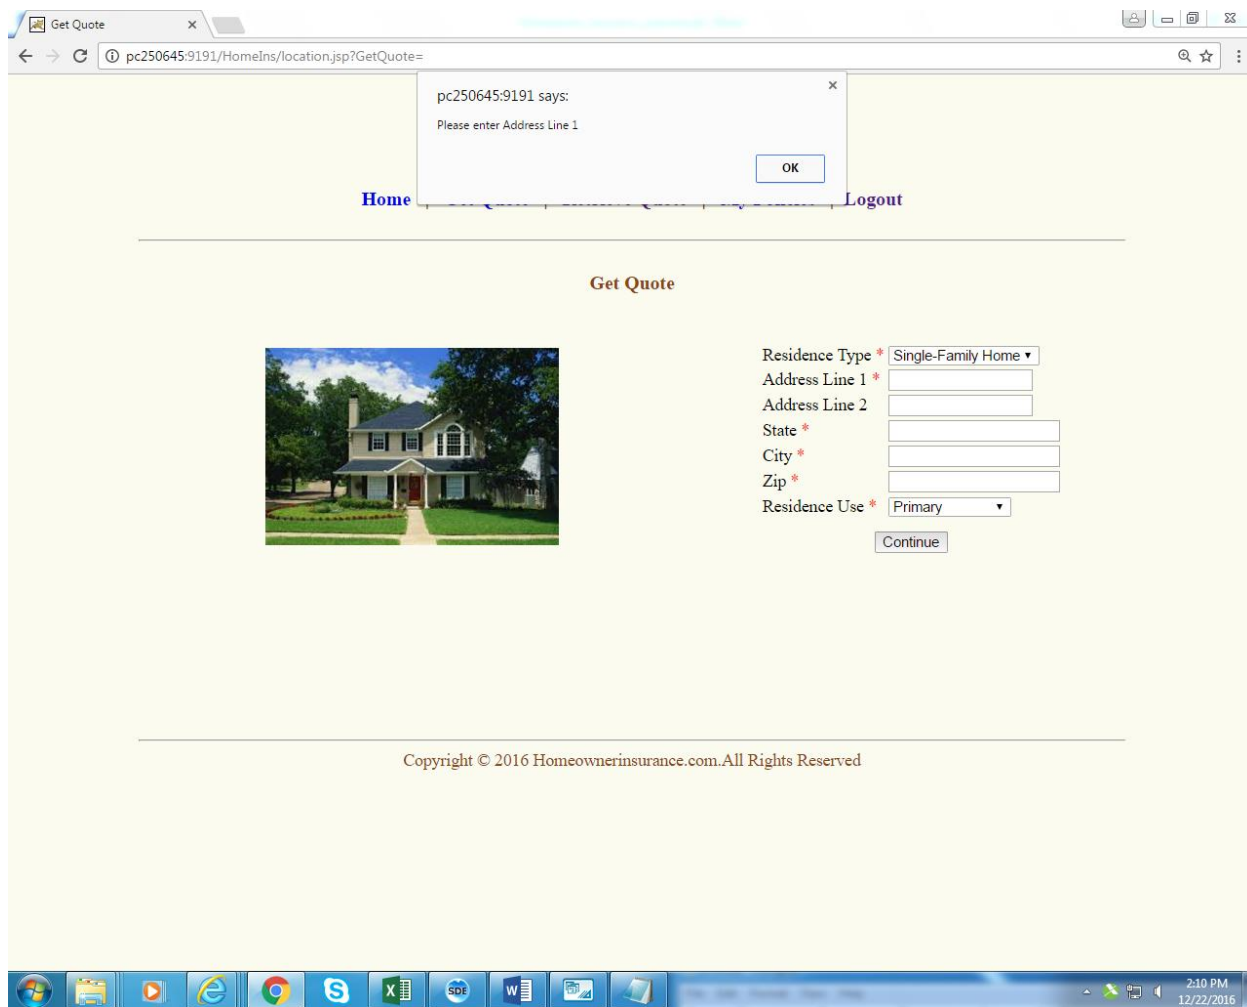 Get Quote
pc250645:9191/HomeIns/location.jsp?GetQuote=
pc250645:9191 says:
Please enter Address Line 1
OK
Home Logout
Get Quote
Residence Type * Single-Family Home
Address Line 1 *
Address Line 2
State *
City *
Zip *
Residence Use * Primary
Continue
Copyright © 2016 Homeownerinsurance.com.All Rights Reserved
SDE
2:10 PM
12/22/2016